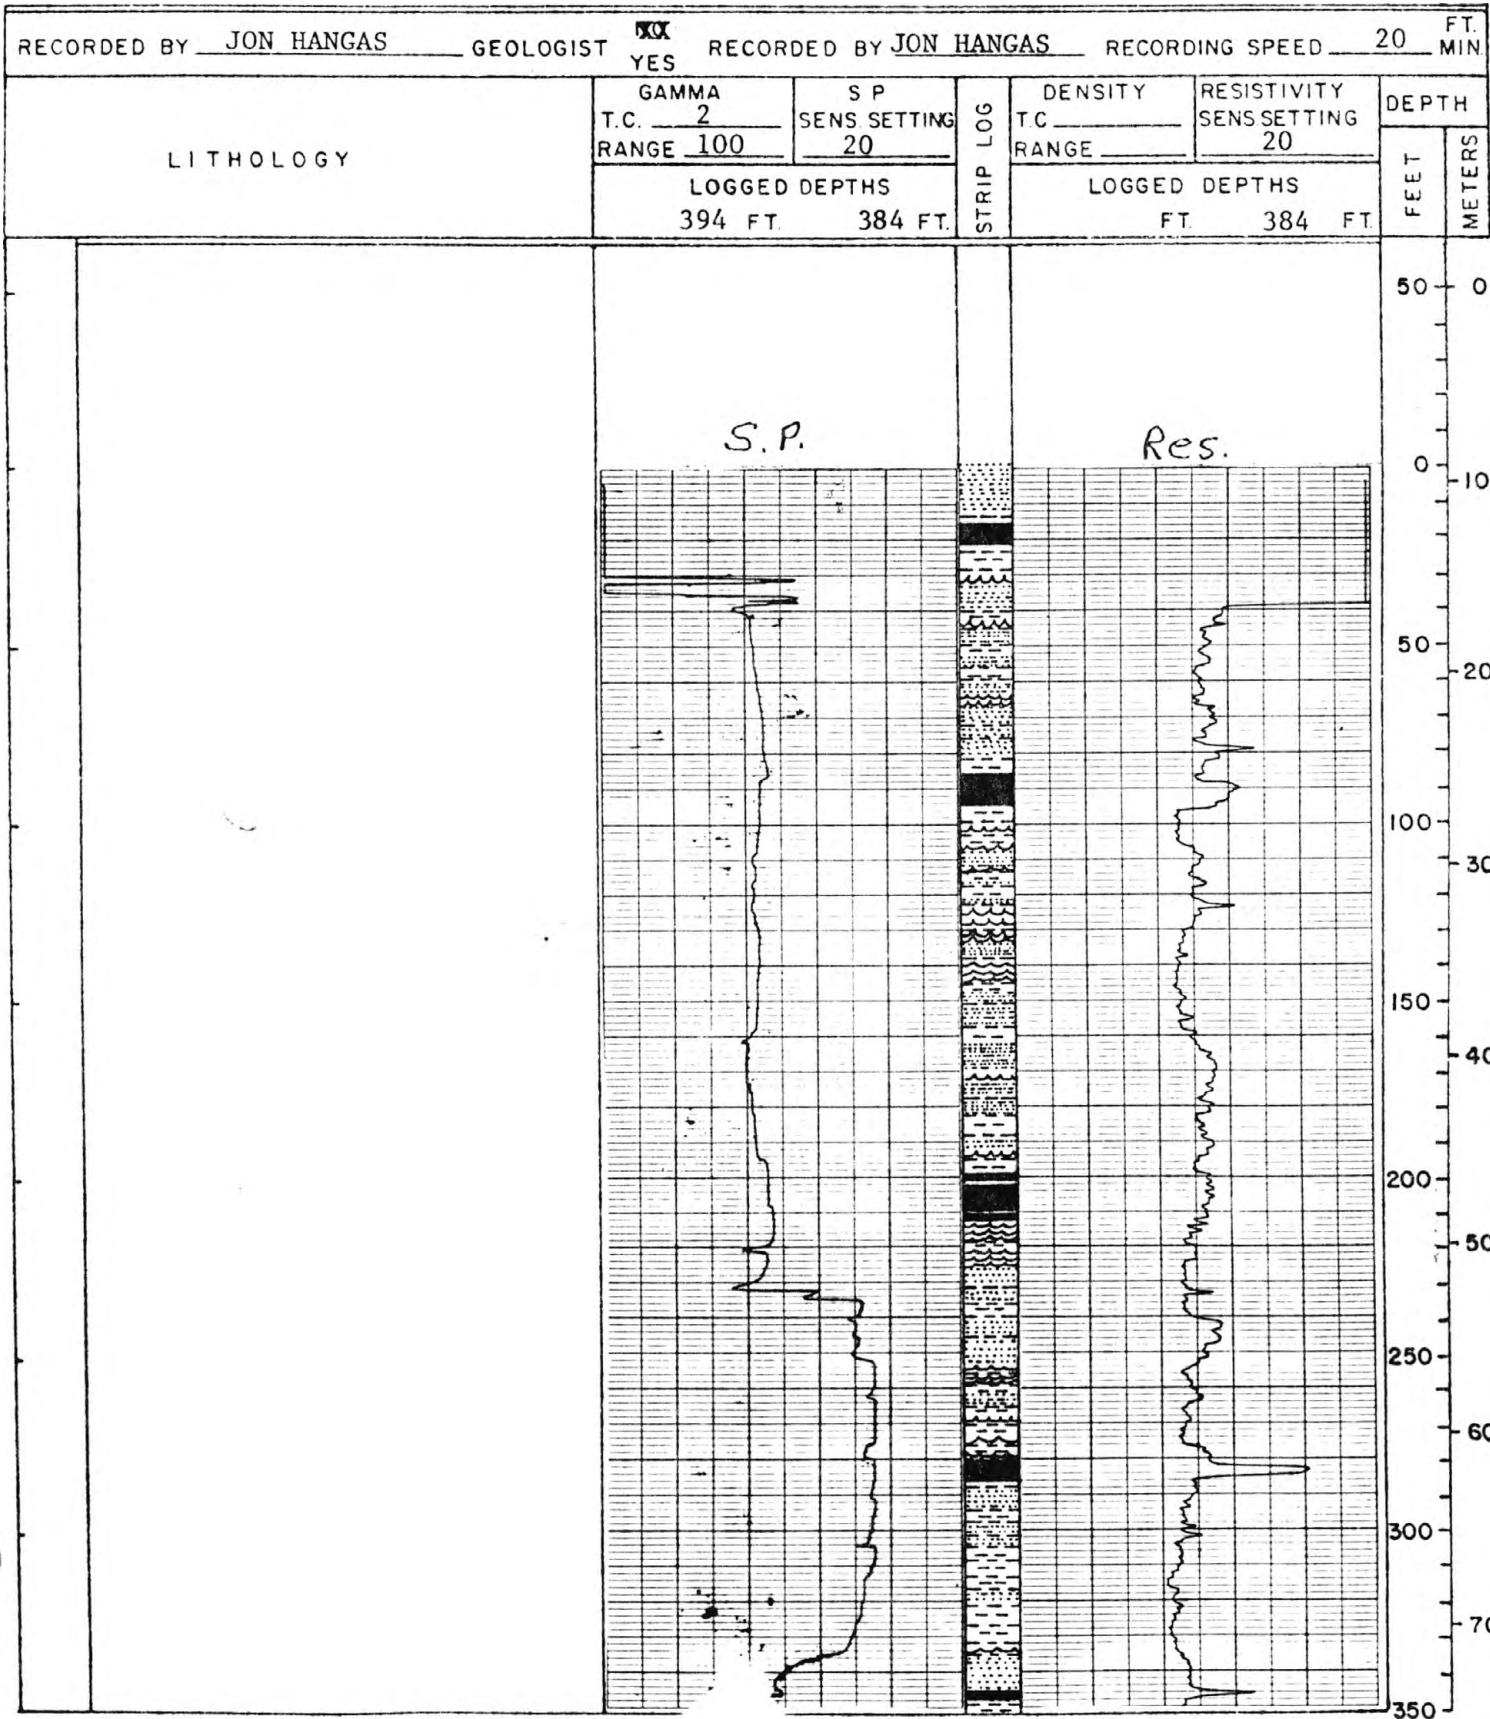 RECORDED BY JON HANGAS GEOLOGIST YES RECORDED BY JON HANGAS RECORDING SPEED 20 FT. MIN.
LITHOLOGY
GAMMA
T.C. 2
RANGE 100
S P
SENS. SETTING
20
LOGGED DEPTHS
394 FT. 384 FT.
STRIP LOG
DENSITY
T.C
RANGE
RESISTIVITY
SENS SETTING
20
LOGGED DEPTHS
FT. 384 FT.
DEPTH
FEET
METERS
S.P.
Res.
50 0
0
10
50
20
100
30
150
40
200
50
250
60
300
70
350